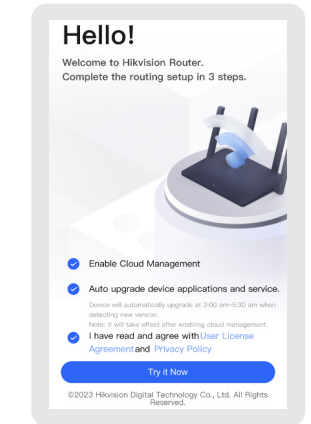 Hello!
Welcome to Hikvision Router.
Complete the routing setup in 3 steps.
Enable Cloud Management
Auto upgrade device applications and service.
Device will automatically upgrade at 2:00 am-5:30 am when
detecting new version.
Note: it will take effect after enabling cloud management.
I have read and agree with User License
Agreement and Privacy Policy
Try it Now
©2023 Hikvision Digital Technology Co., Ltd. All Rights
Reserved.